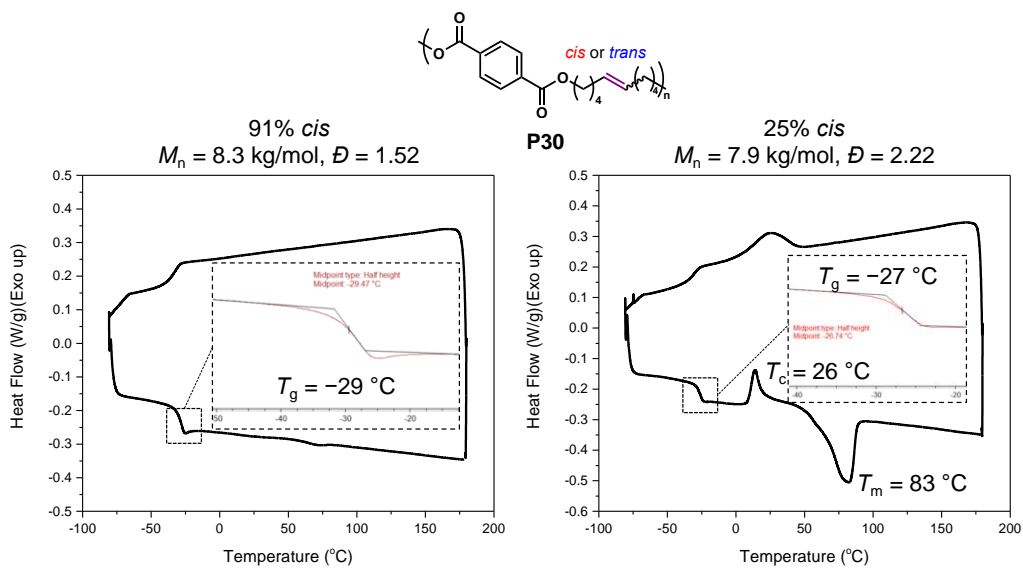 O
O
cis or trans
O
4
4
n
O
O
P30
91% cis
Mn = 8.3 kg/mol, Đ = 1.52
25% cis
Mn = 7.9 kg/mol, Đ = 2.22
0.5
0.4
0.3
0.2
0.1
0.0
-0.1
-0.2
-0.3
-0.4
-0.5
Heat Flow (W/g)(Exo up)
-100 -50 0 50 100 150 200
Temperature (oC)
Midpoint type: Half height
Midpoint: -29.47 °C
Tg = −29 °C
-50 -40 -30 -20
0.5
0.4
0.3
0.2
0.1
0.0
-0.1
-0.2
-0.3
-0.4
-0.5
-0.6
Heat Flow (W/g)(Exo up)
-100 -50 0 50 100 150 200
Temperature (oC)
Tg = −27 °C
Midpoint type: Half height
Midpoint: -26.74 °C
-40 -30 -20
Tc = 26 °C
Tm = 83 °C